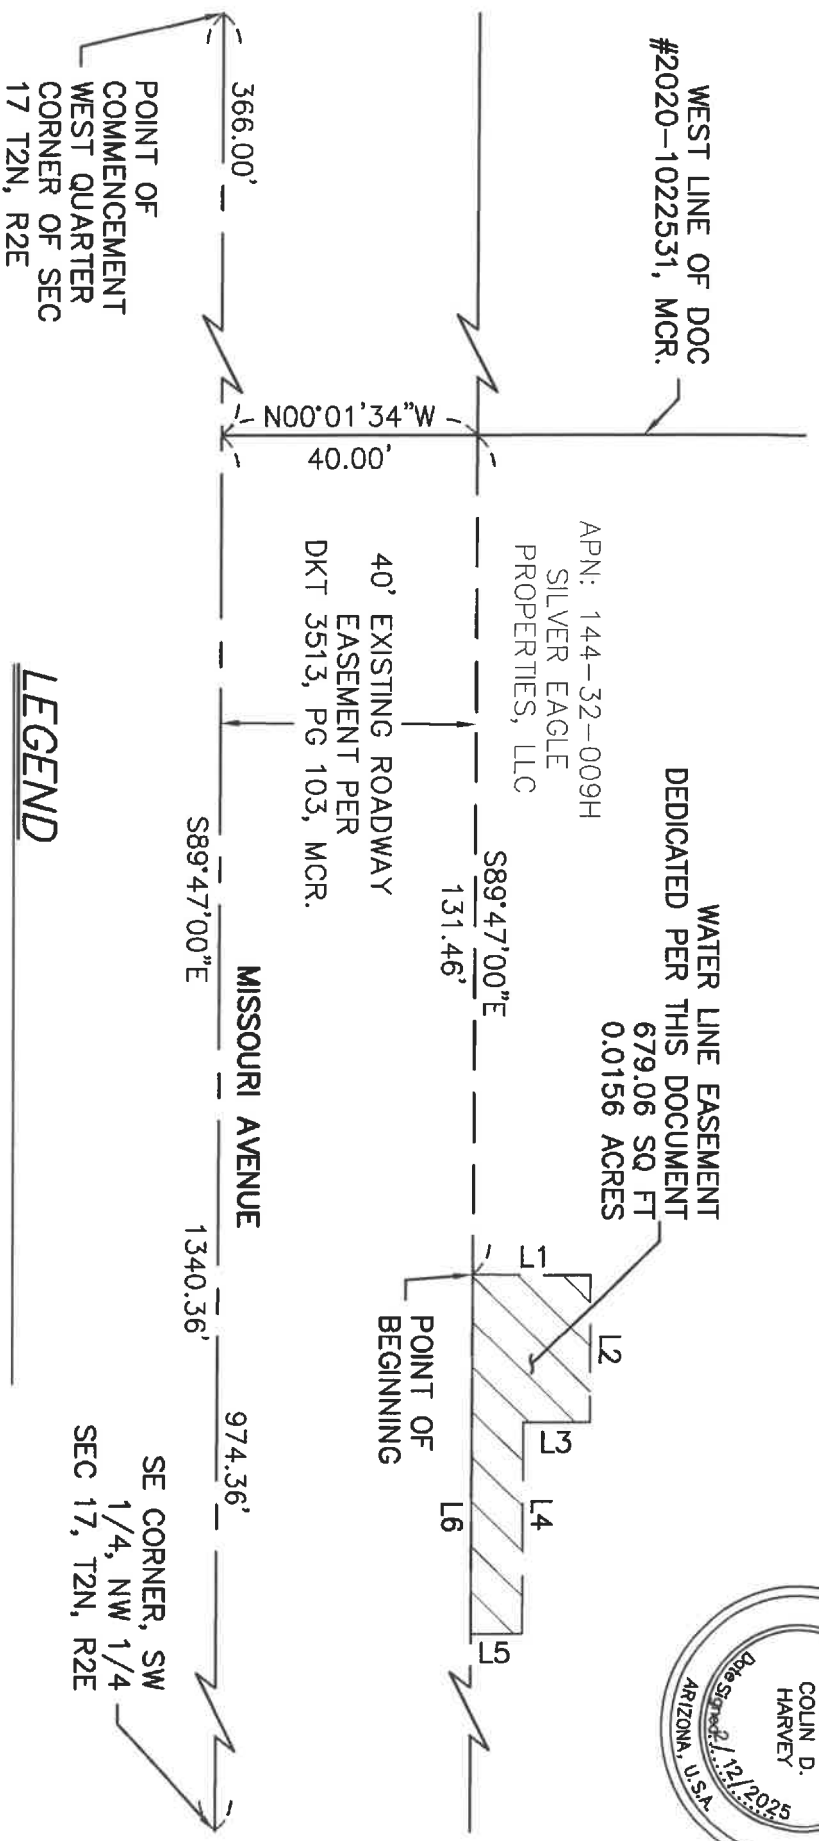 WEST LINE OF DOC
#2020-1022531, MCR.
APN: 144-32-009H
SILVER EAGLE
PROPERTIES, LLC
WATER LINE EASEMENT
DEDICATED PER THIS DOCUMENT
679.06 SQ FT
0.0156 ACRES
COLIN D.
HARVEY
Date Signed 2/12/2025
ARIZONA, U.S.A.
L1
L2
L3
L4
L5
L6
S89°47'00"E
131.46'
POINT OF
BEGINNING
N00°01'34"W
40.00'
40' EXISTING ROADWAY
EASEMENT PER
DKT 3513, PG 103, MCR.
366.00'
MISSOURI AVENUE
974.36'
S89°47'00"E
1340.36'
POINT OF
COMMENCEMENT
WEST QUARTER
CORNER OF SEC
17 T2N, R2E
SE CORNER, SW
1/4, NW 1/4
SEC 17, T2N, R2E
LEGEND